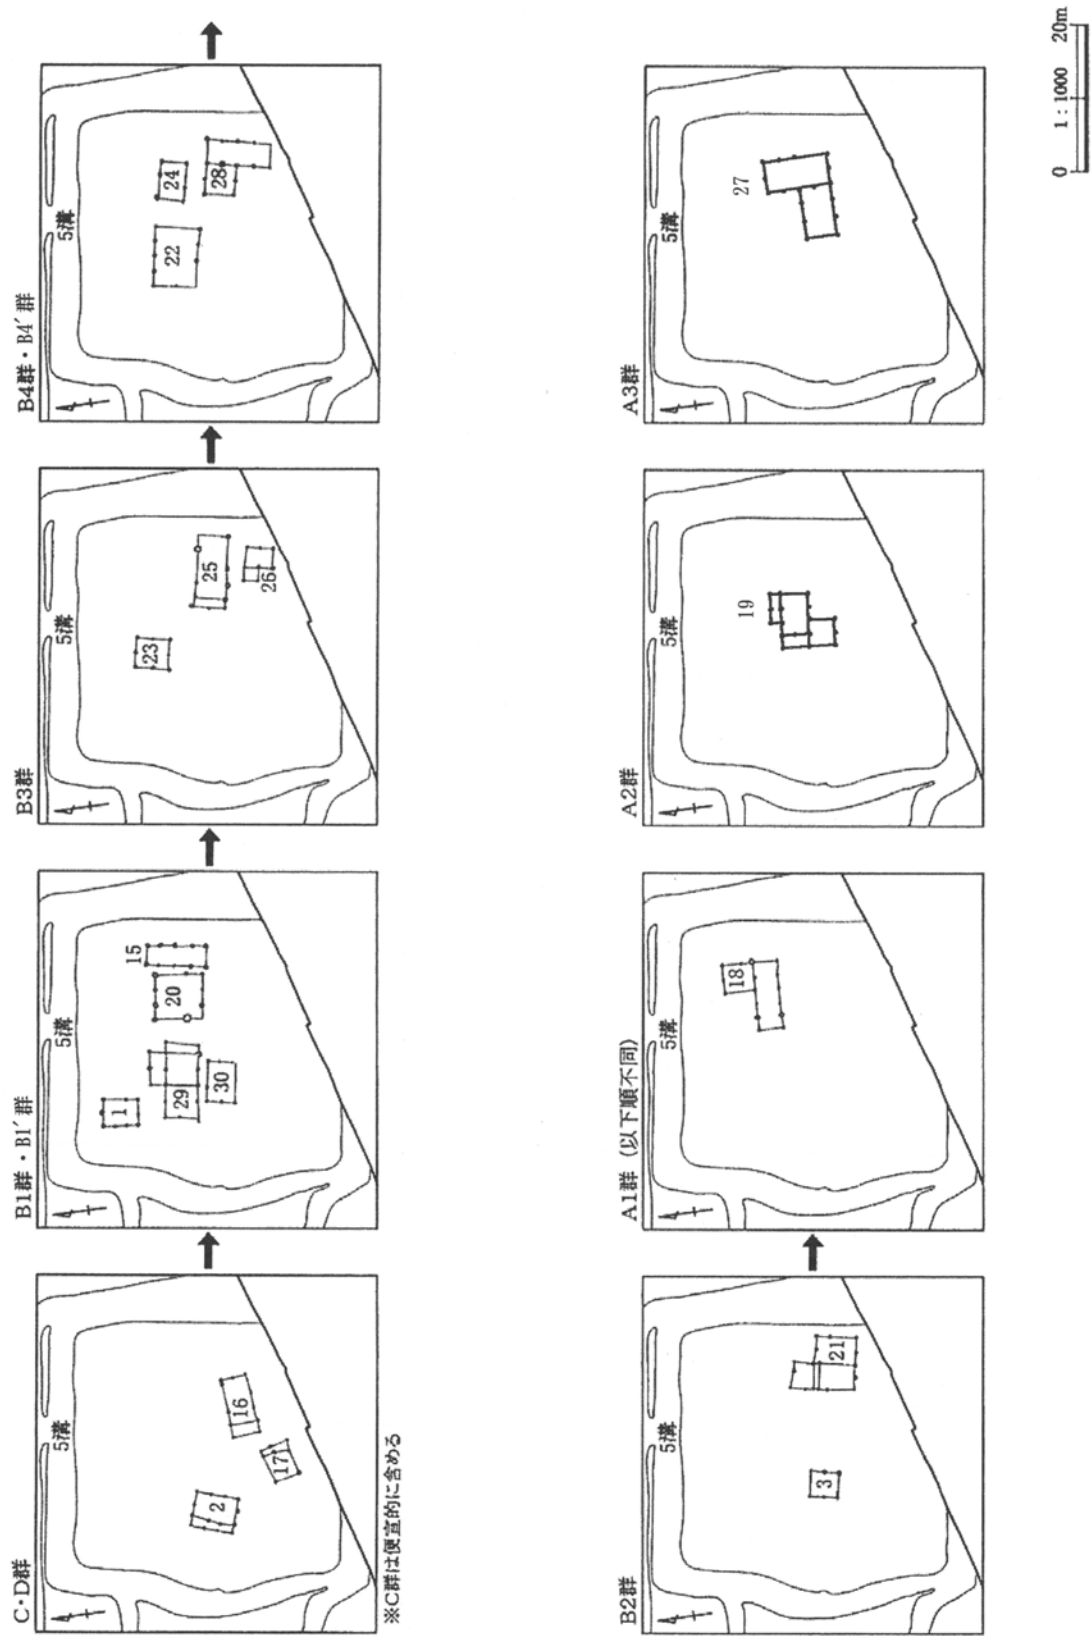 C・D群
5溝
2
17
16
※C群は便宜的に含める
B1群・B1′群
5溝
1
29
30
20
15
B3群
5溝
23
25
26
B4群・B4′群
5溝
22
24
28
B2群
5溝
3
21
A1群（以下順不同）
5溝
18
A2群
5溝
19
A3群
5溝
27
0 1:1000 20m